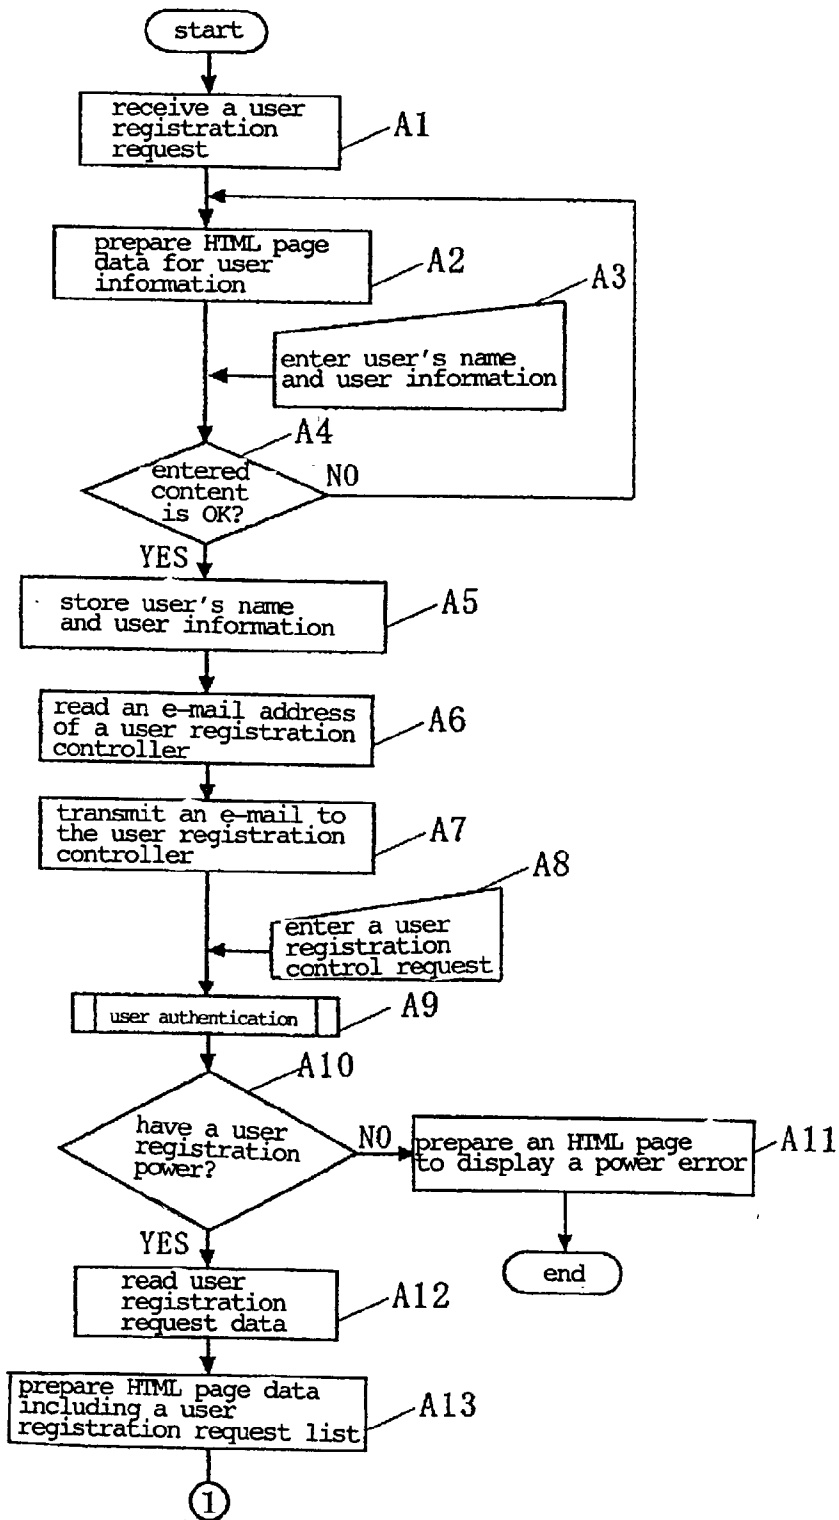 start
receive a user
registration
request
A1
prepare HTML page
data for user
information
A2
A3
enter user's name
and user information
A4
entered
content
is OK?
NO
YES
store user's name
and user information
A5
read an e-mail address
of a user registration
controller
A6
transmit an e-mail to
the user registration
controller
A7
A8
enter a user
registration
control request
user authentication
A9
A10
have a user
registration
power?
NO
prepare an HTML page
to display a power error
A11
YES
end
read user
registration
request data
A12
prepare HTML page data
including a user
registration request list
A13
1